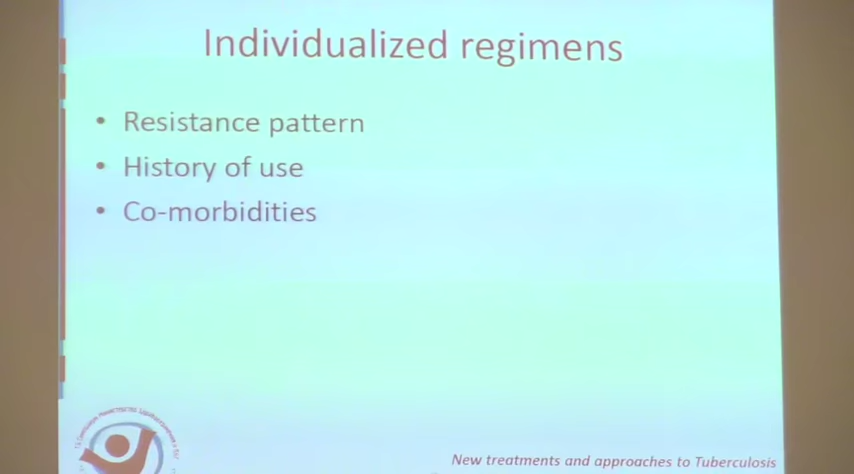 Individualized regimens
• Resistance pattern
• History of use
• Co-morbidities
New treatments and approaches to Tuberculosis